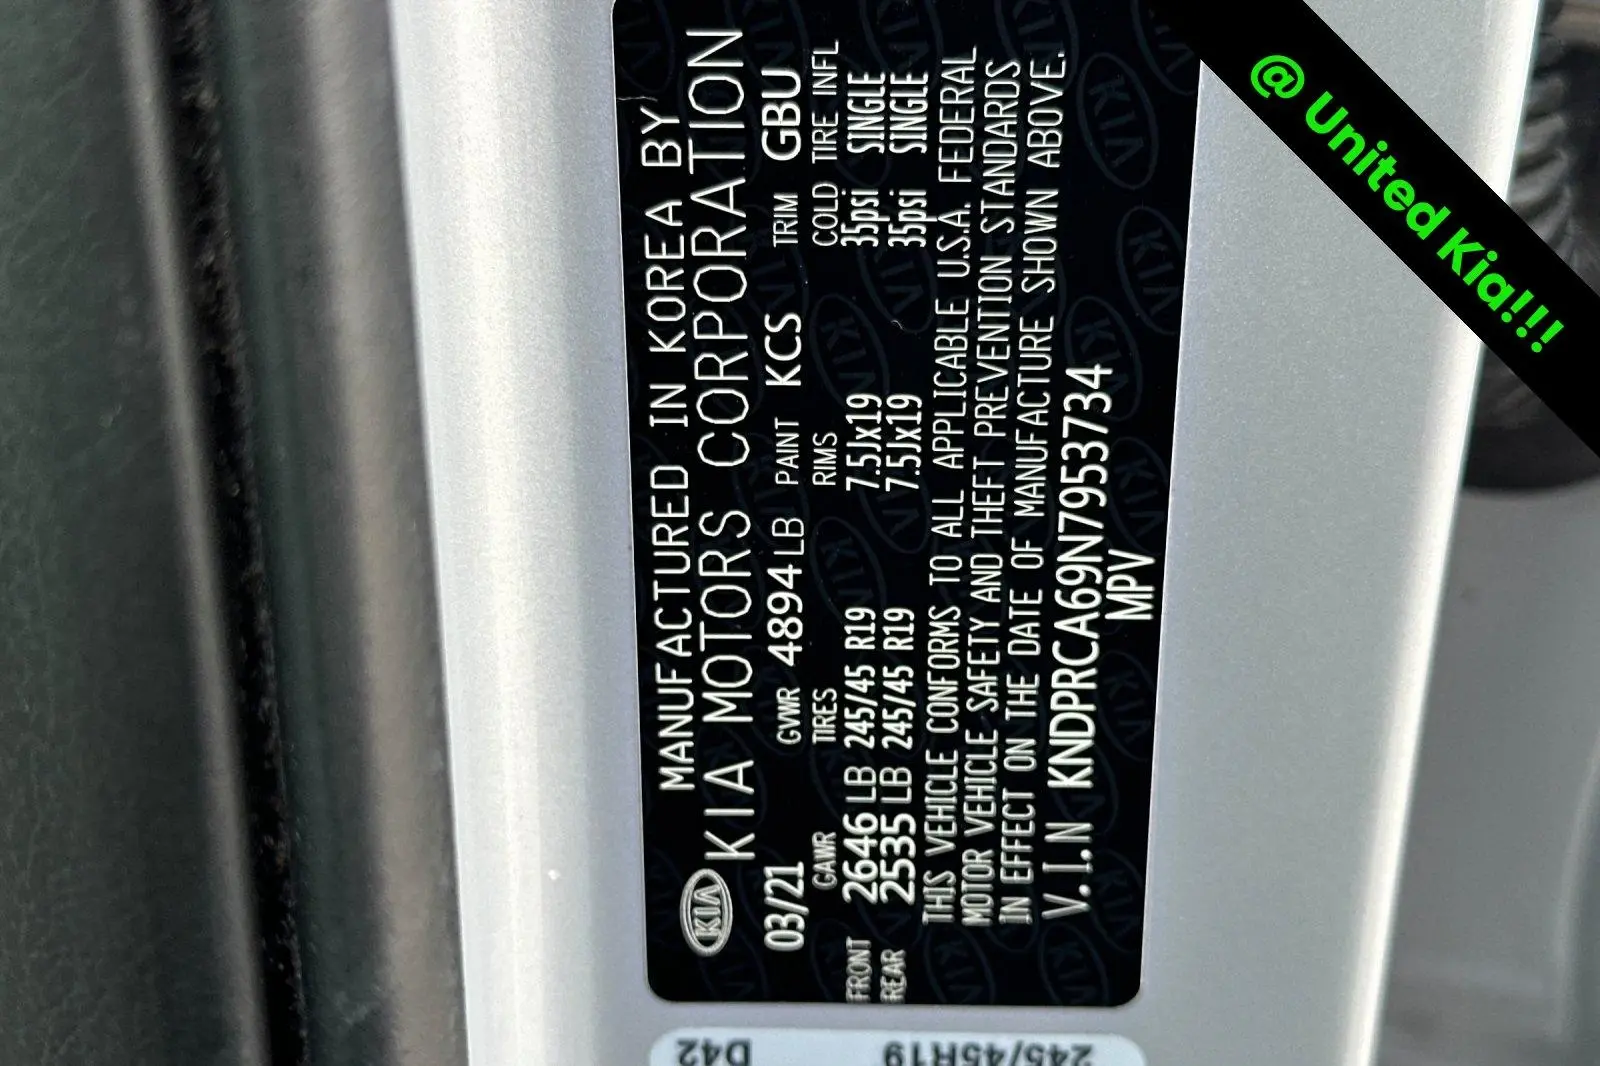 MANUFACTURED IN KOREA BY
KIA KIA MOTORS CORPORATION
03/21 GVWR 4894 LB PAINT KCS TRIM GBU
GAWR TIRES RIMS COLD TIRE INFL
FRONT 2646 LB 245/45 R19 7.5Jx19 35psi SINGLE
REAR 2535 LB 245/45 R19 7.5Jx19 35psi SINGLE
THIS VEHICLE CONFORMS TO ALL APPLICABLE U.S.A. FEDERAL
MOTOR VEHICLE SAFETY AND THEFT PREVENTION STANDARDS
IN EFFECT ON THE DATE OF MANUFACTURE SHOWN ABOVE.
V.I.N KNDPRCA69N7953734
MPV
@ United Kia!!!
245/45R19
D42